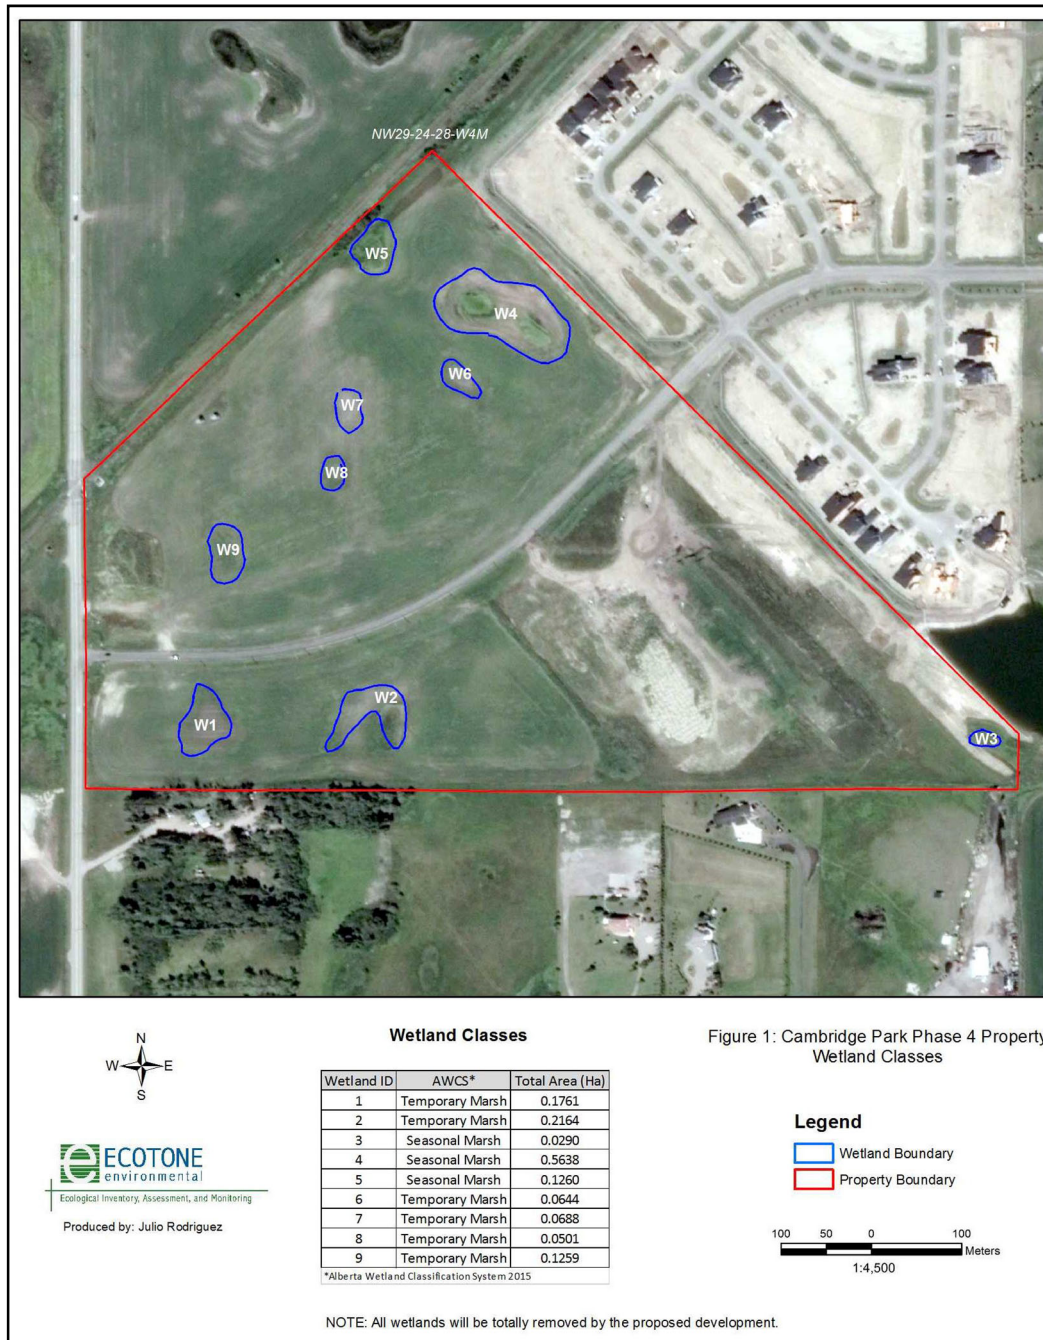 NW29-24-28-W4M
W5
W4
W6
W7
W8
W9
W1
W2
W3
N
W E
S
ECOTONE
environmental
Ecological Inventory, Assessment, and Monitoring
Produced by: Julio Rodriguez
Wetland Classes
Wetland ID AWCS* Total Area (Ha)
1 Temporary Marsh 0.1761
2 Temporary Marsh 0.2164
3 Seasonal Marsh 0.0290
4 Seasonal Marsh 0.5638
5 Seasonal Marsh 0.1260
6 Temporary Marsh 0.0644
7 Temporary Marsh 0.0688
8 Temporary Marsh 0.0501
9 Temporary Marsh 0.1259
*Alberta Wetland Classification System 2015
Figure 1: Cambridge Park Phase 4 Property
Wetland Classes
Legend
Wetland Boundary
Property Boundary
100 50 0 100
Meters
1:4,500
NOTE: All wetlands will be totally removed by the proposed development.